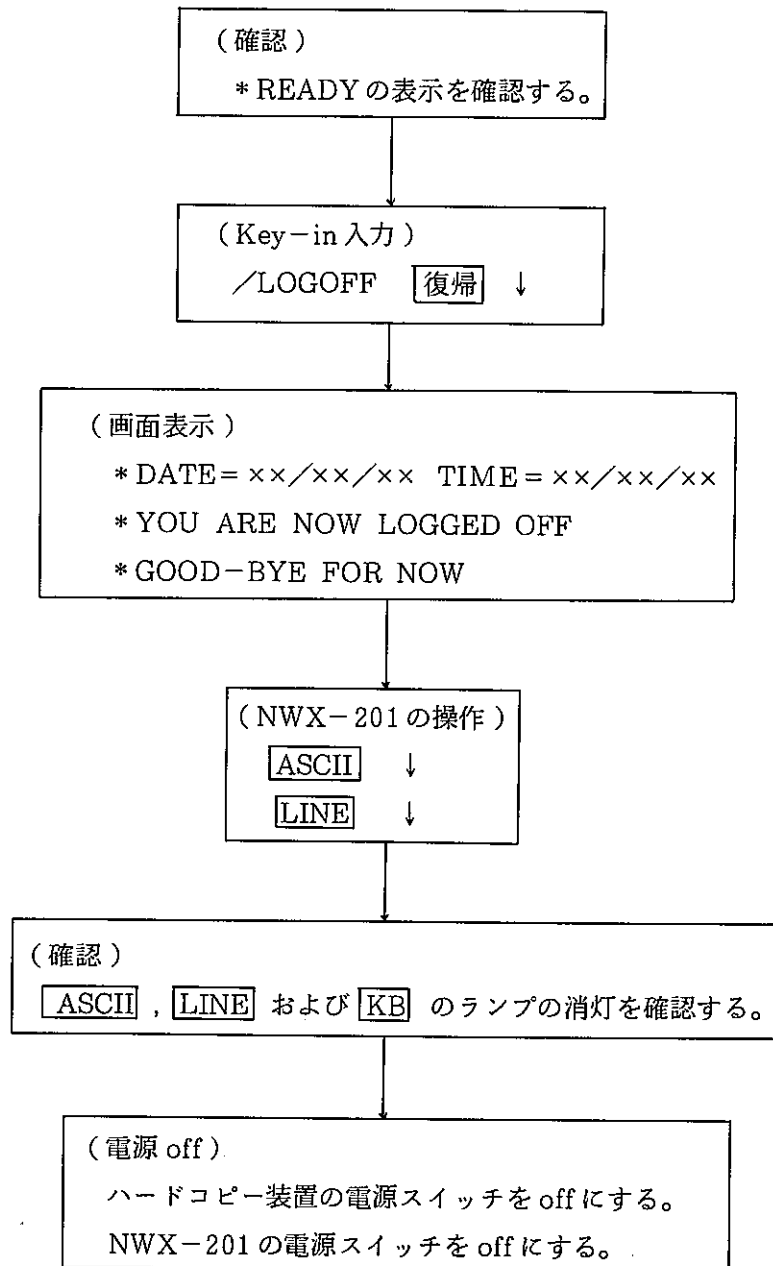 (確認)
*READYの表示を確認する。
(Key-in入力)
/LOGOFF 復帰 ↓
(画面表示)
*DATE=××/××/×× TIME=××/××/××
*YOU ARE NOW LOGGED OFF
*GOOD-BYE FOR NOW
(NWX-201の操作)
ASCII ↓
LINE ↓
(確認)
ASCII , LINE および KB のランプの消灯を確認する。
(電源off)
ハードコピー装置の電源スイッチをoffにする。
NWX-201の電源スイッチをoffにする。